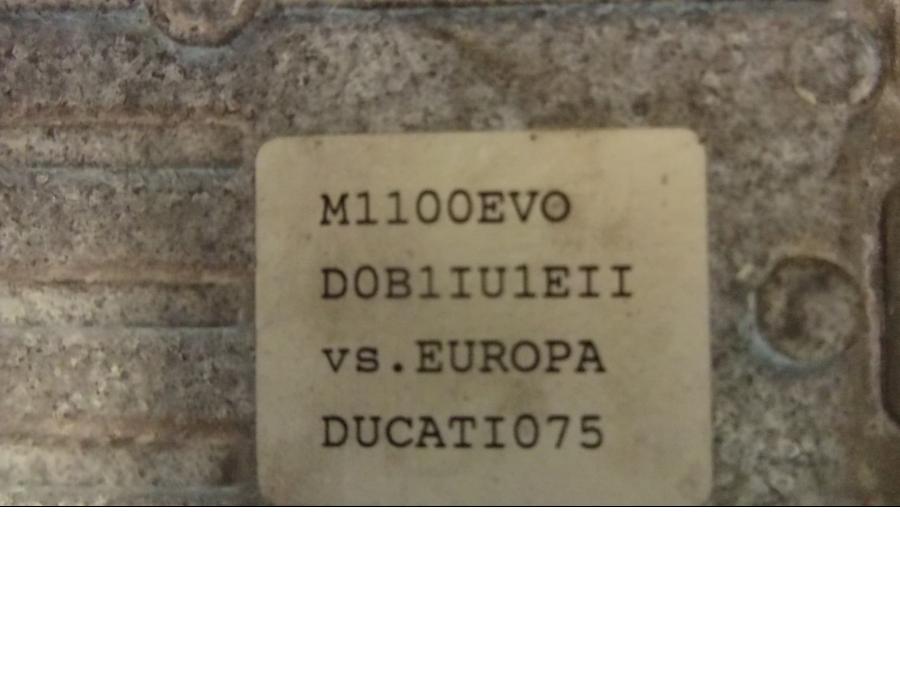 M1100EVO
D0B1IU1EII
vs.EUROPA
DUCATI075